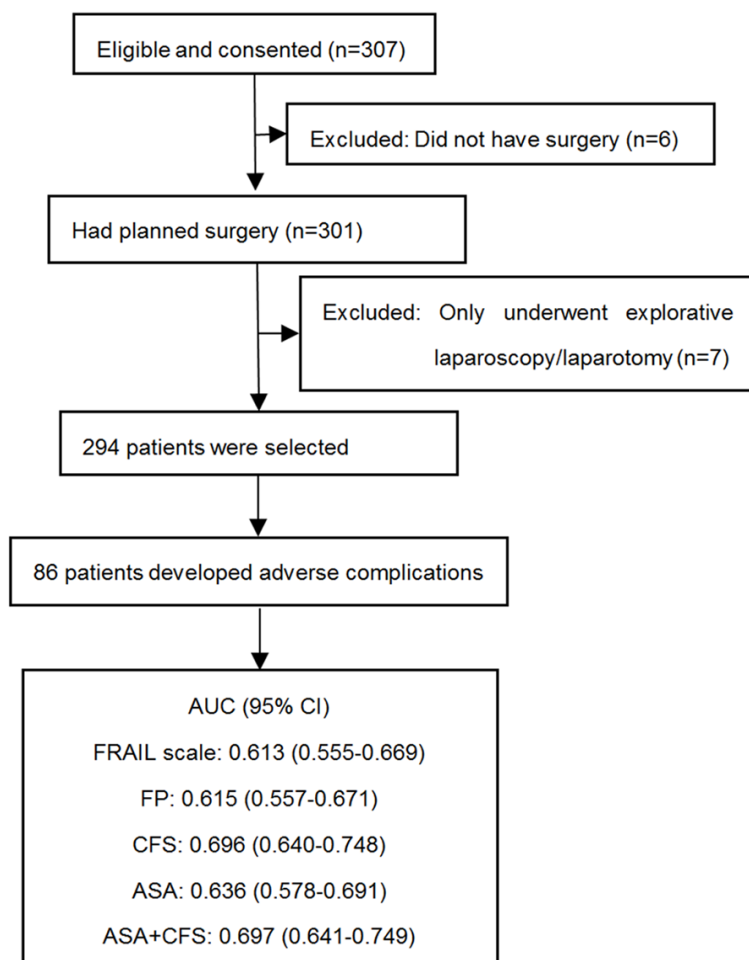 Eligible and consented (n=307)
Excluded: Did not have surgery (n=6)
Had planned surgery (n=301)
Excluded: Only underwent explorative
laparoscopy/laparotomy (n=7)
294 patients were selected
86 patients developed adverse complications
AUC (95% CI)
FRAIL scale: 0.613 (0.555-0.669)
FP: 0.615 (0.557-0.671)
CFS: 0.696 (0.640-0.748)
ASA: 0.636 (0.578-0.691)
ASA+CFS: 0.697 (0.641-0.749)